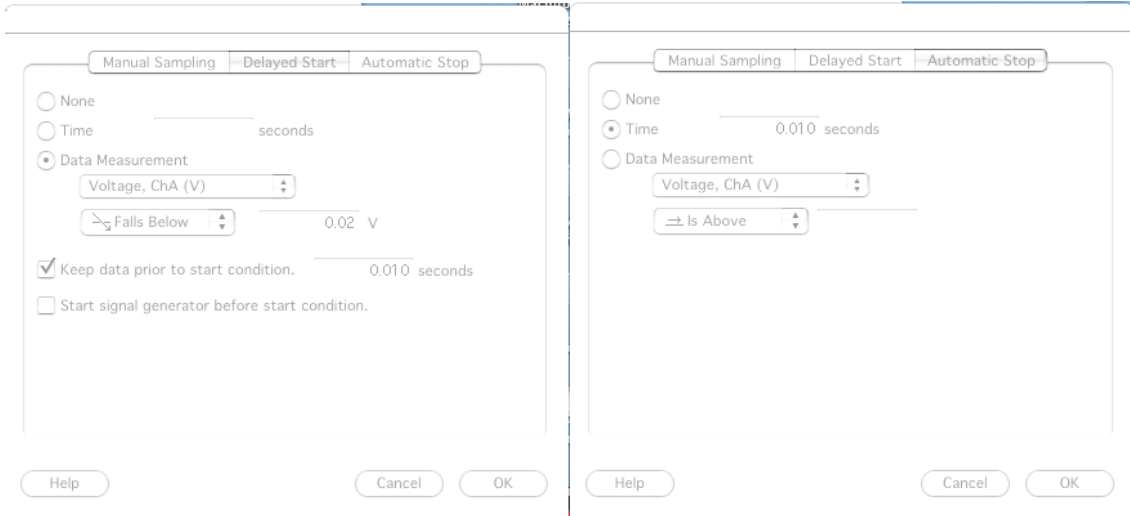 Manual Sampling Delayed Start Automatic Stop
None
Time seconds
Data Measurement
Voltage, ChA (V)
Falls Below 0.02 V
Keep data prior to start condition. 0.010 seconds
Start signal generator before start condition.
Help Cancel OK
Manual Sampling Delayed Start Automatic Stop
None
Time 0.010 seconds
Data Measurement
Voltage, ChA (V)
Is Above
Help Cancel OK